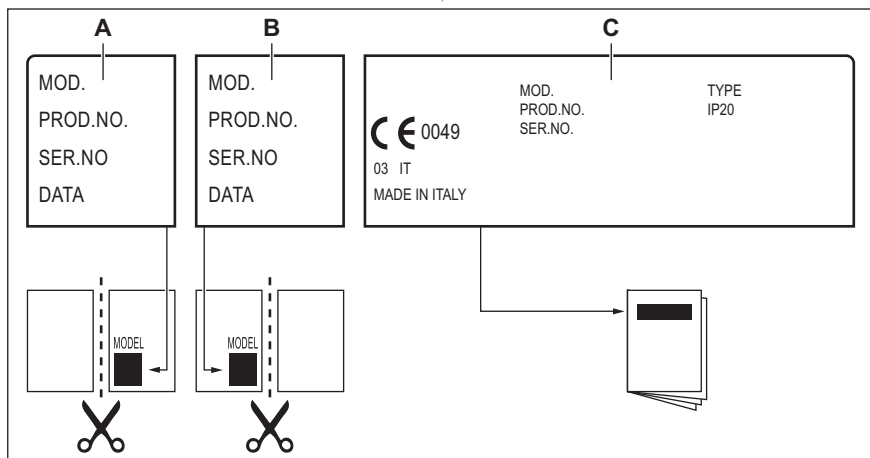 A
B
C
MOD.
PROD.NO.
SER.NO
DATA
MOD.
PROD.NO.
SER.NO
DATA
MOD.
PROD.NO.
SER.NO.
TYPE
IP20
CE 0049
03 IT
MADE IN ITALY
MODEL
MODEL